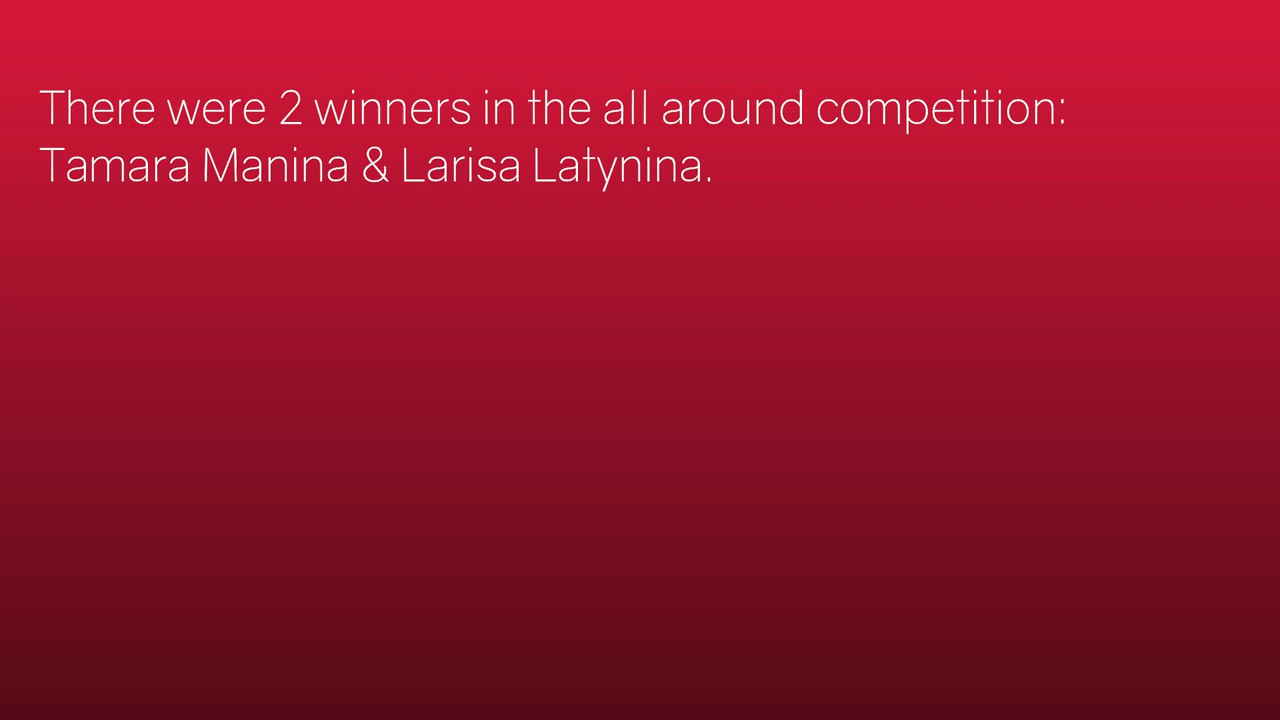 There were 2 winners in the all around competition:
Tamara Manina & Larisa Latynina.